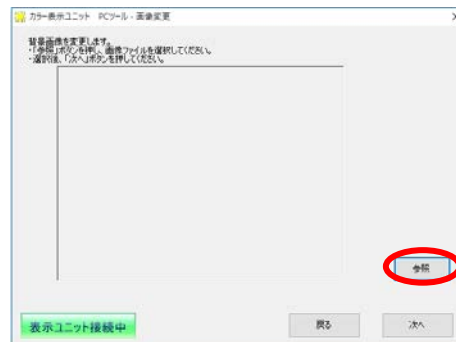 カラー表示ユニット PCツール - 画像変更
背景画像を変更します。
・「参照」ボタンを押し、画像ファイルを選択してください。
・選択後、「次へ」ボタンを押してください。
参照
表示ユニット接続中
戻る
次へ